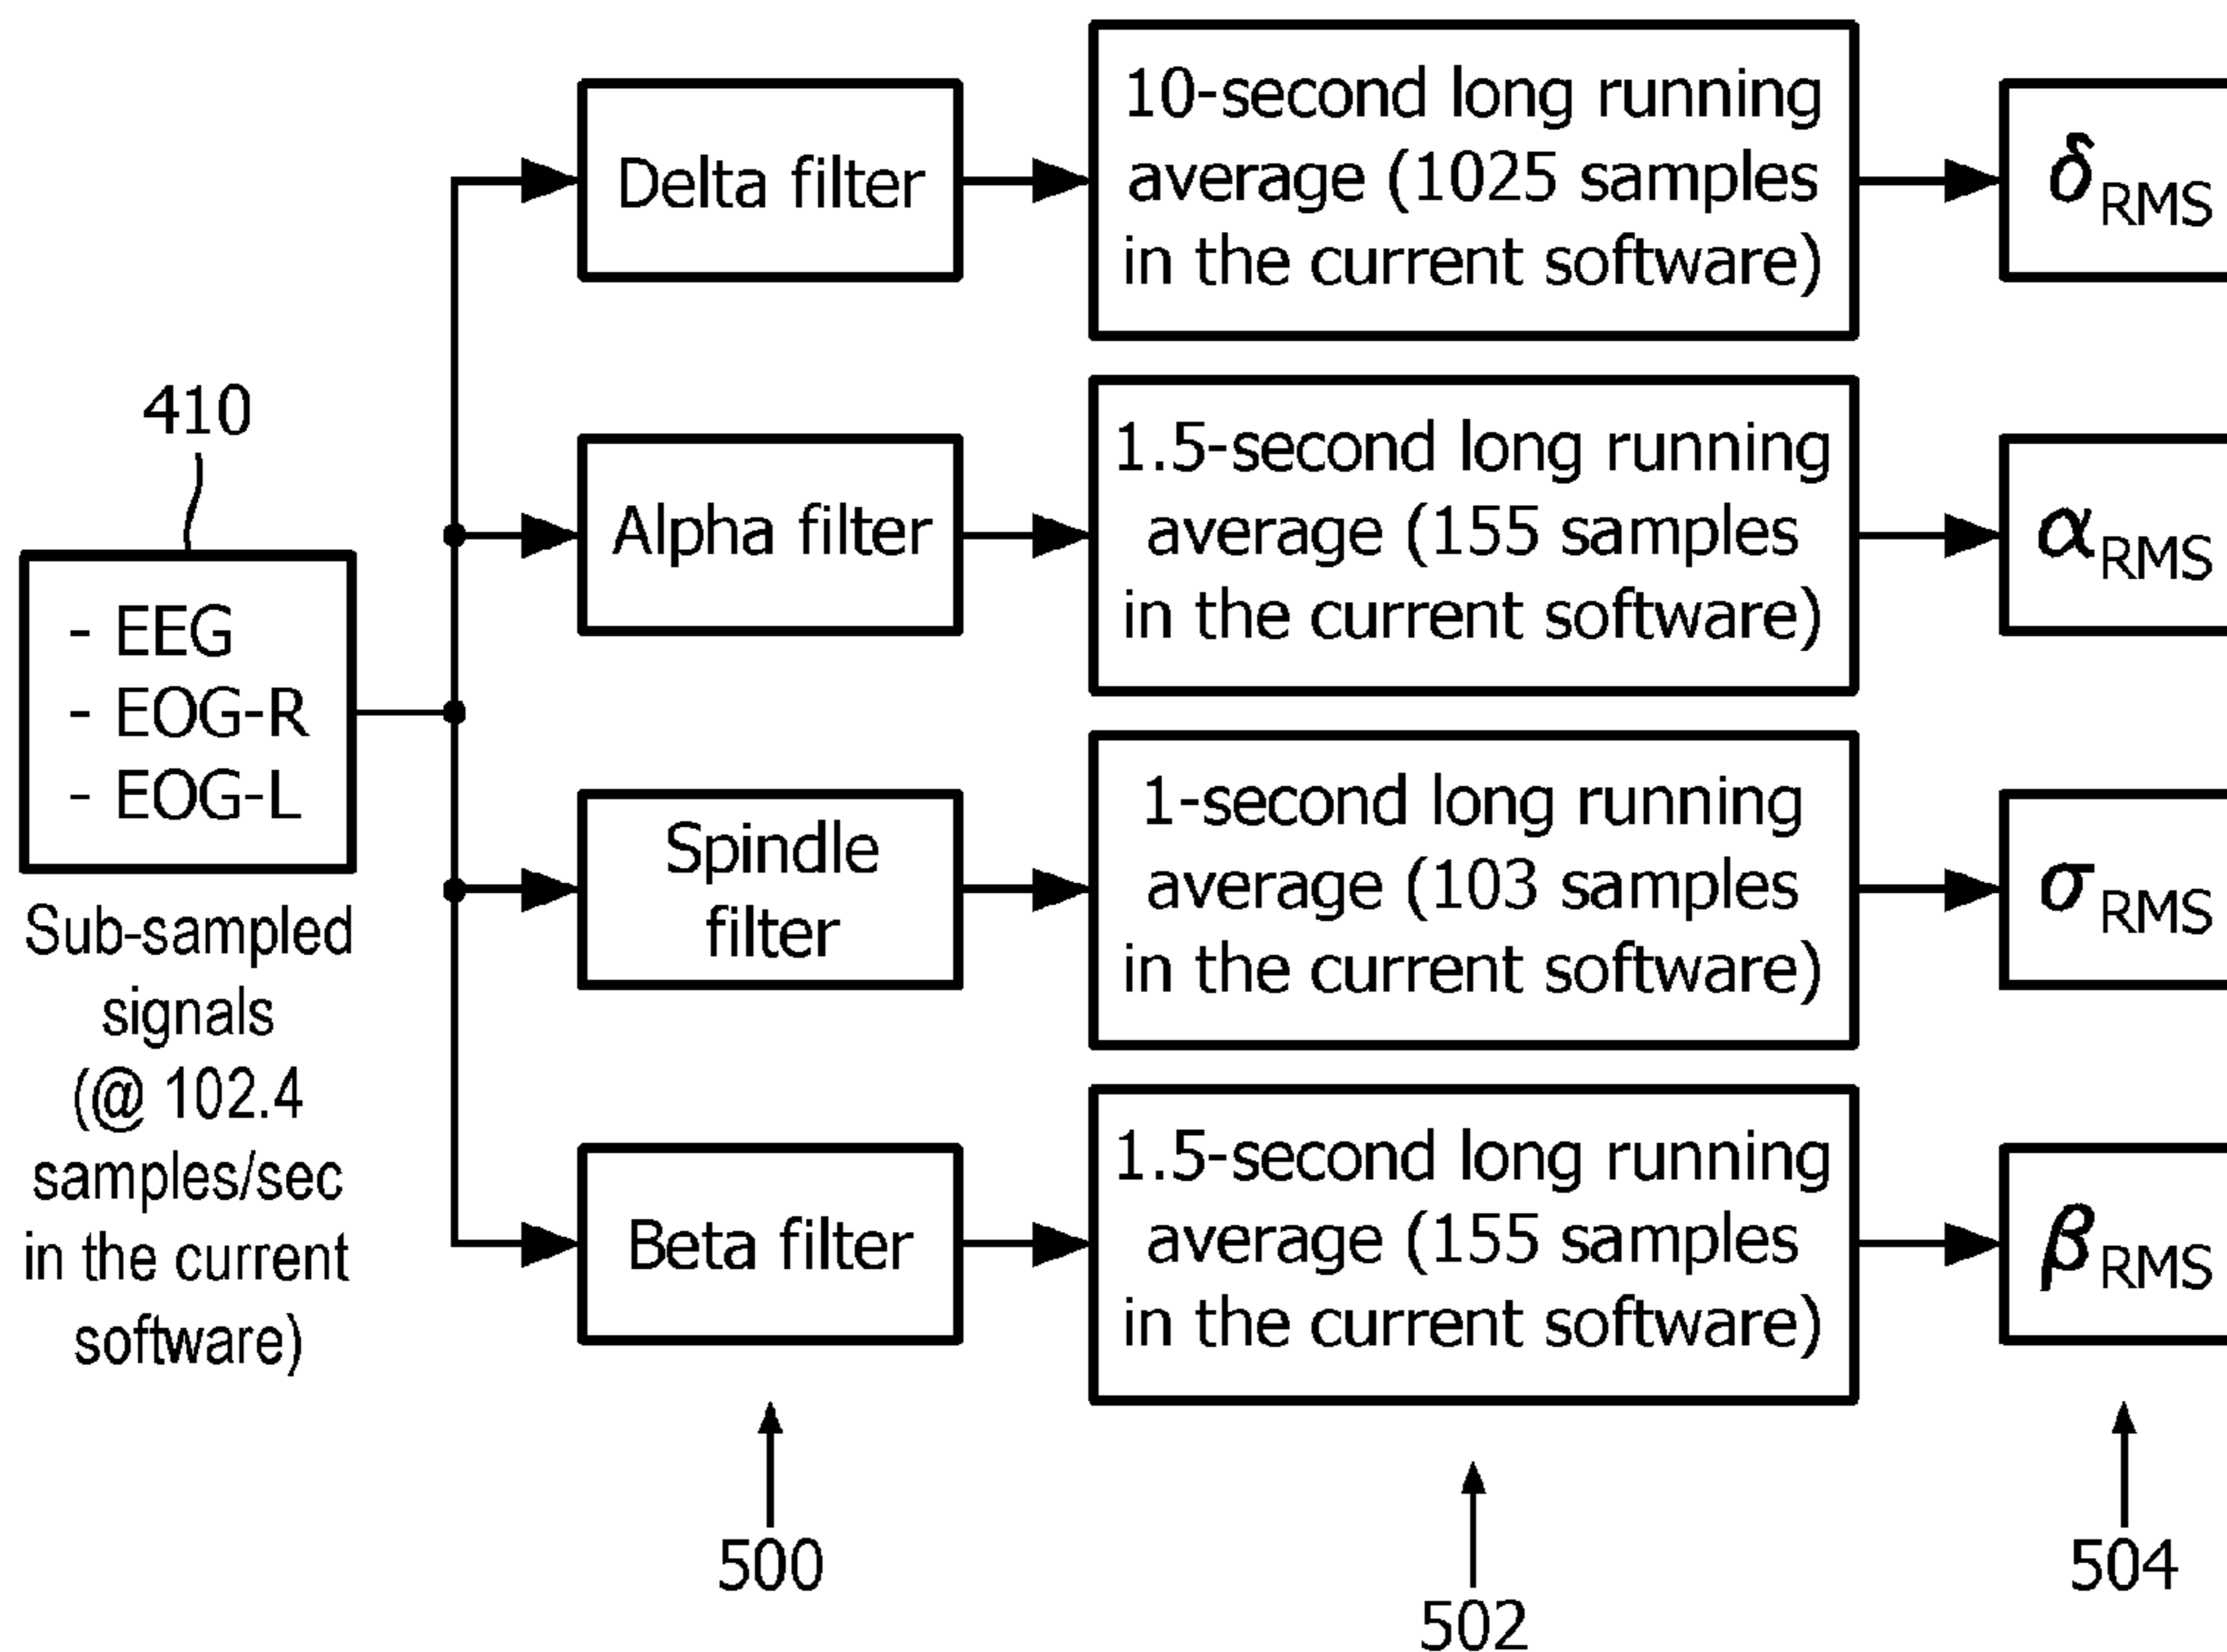 410
- EEG
- EOG-R
- EOG-L
Sub-sampled
signals
(@ 102.4
samples/sec
in the current
software)
Delta filter
10-second long running
average (1025 samples
in the current software)
δRMS
Alpha filter
1.5-second long running
average (155 samples
in the current software)
αRMS
Spindle
filter
1-second long running
average (103 samples
in the current software)
σRMS
Beta filter
1.5-second long running
average (155 samples
in the current software)
βRMS
500
502
504